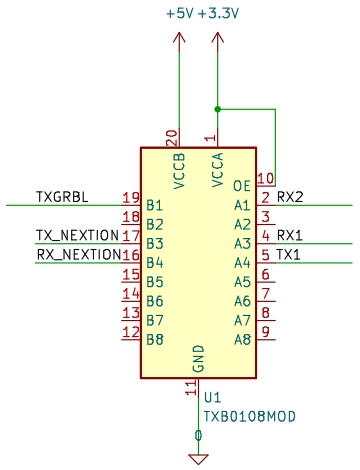 +5V +3.3V
20 VCCB
1 VCCA
OE 10
TXGRBL 19 B1 A1 2 RX2
18 B2 A2 3
TX_NEXTION 17 B3 A3 4 RX1
RX_NEXTION 16 B4 A4 5 TX1
15 B5 A5 6
14 B6 A6 7
13 B7 A7 8
12 B8 A8 9
GND 11
U1
TXB0108MOD
0